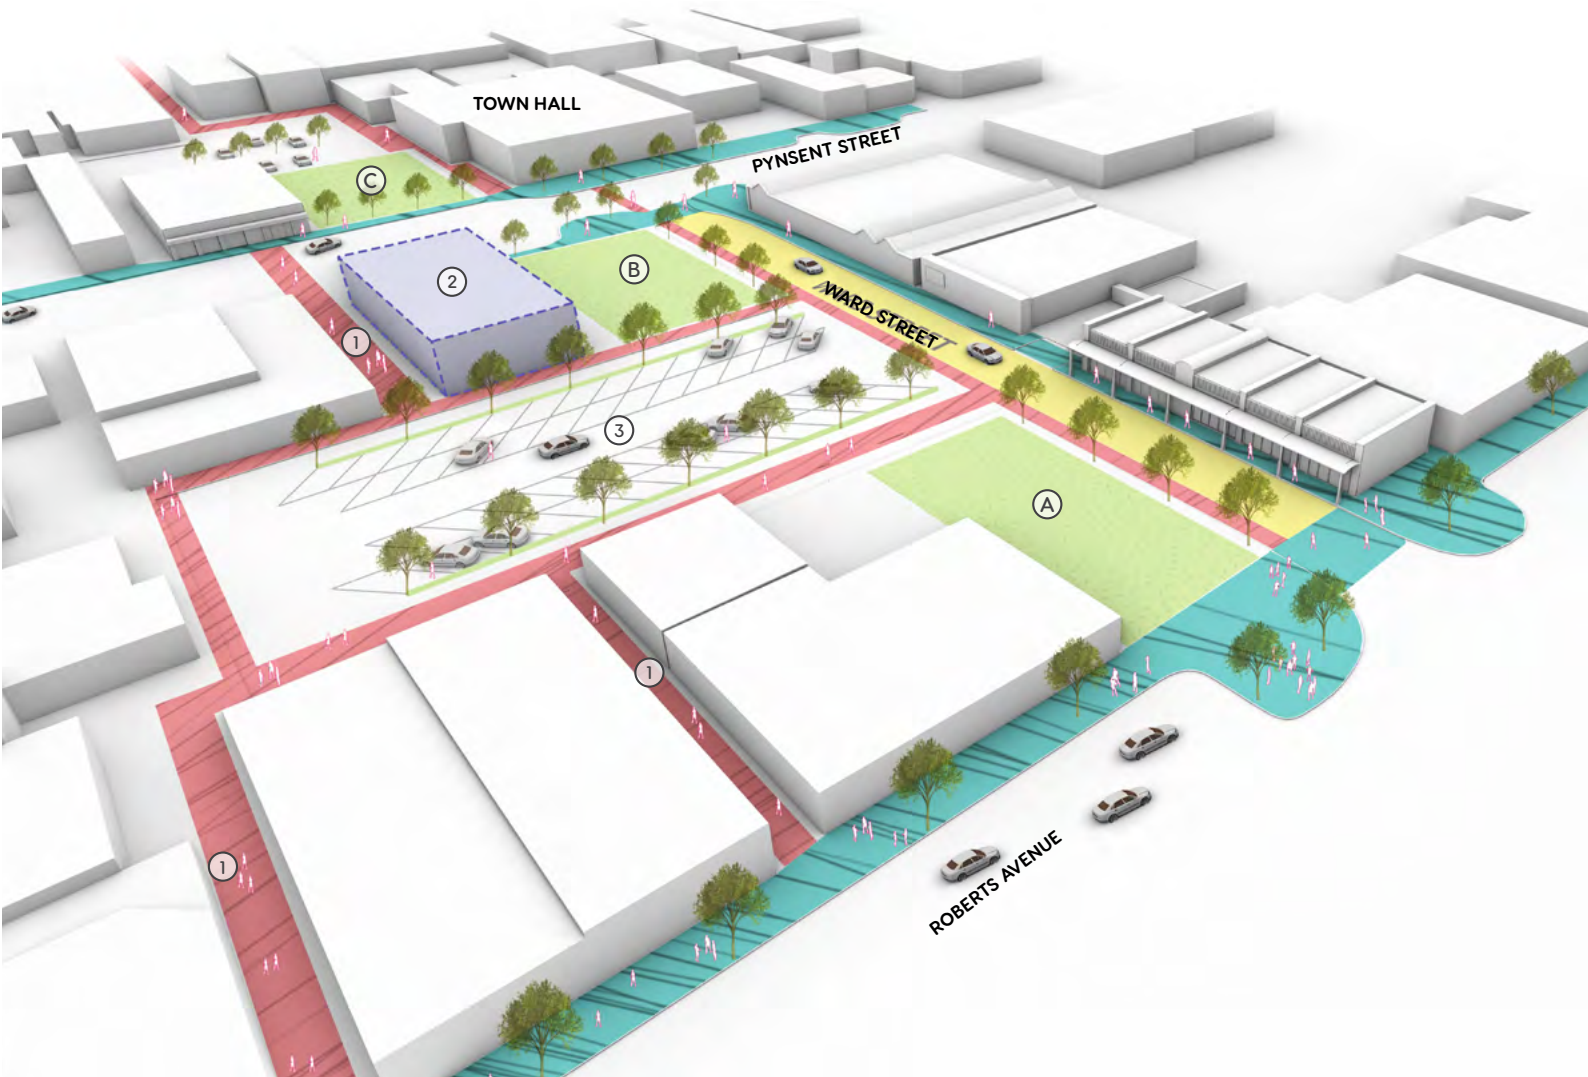 TOWN HALL
PYNSENT STREET
C
B
2
WARD STREET
1
3
A
1
1
ROBERTS AVENUE